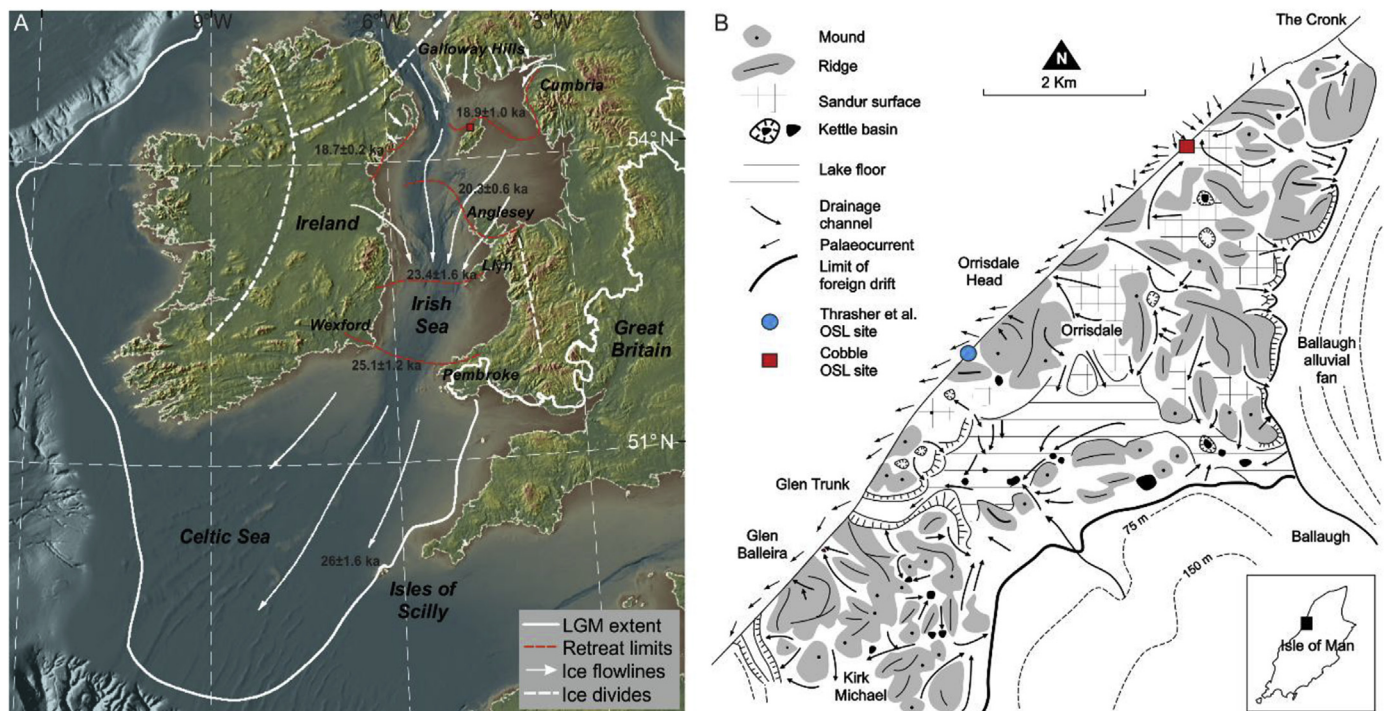 A
9°W
6°W
3°W
Galloway Hills
Cumbria
18.9±1.0 ka
54°N
18.7±0.2 ka
20.3±0.6 ka
Anglesey
Ireland
Llŷn
23.4±1.6 ka
Irish
Sea
Wexford
Great
Britain
25.1±1.2 ka
Pembroke
51°N
Celtic Sea
26±1.6 ka
Isles of
Scilly
LGM extent
Retreat limits
Ice flowlines
Ice divides
B
Mound
Ridge
Sandur surface
Kettle basin
Lake floor
Drainage
channel
Palaeocurrent
Limit of
foreign drift
Thrasher et al.
OSL site
Cobble
OSL site
N
2 Km
The Cronk
Orrisdale
Head
Orrisdale
Ballaugh
alluvial
fan
Glen Trunk
Glen
Balleira
75 m
150 m
Ballaugh
Kirk
Michael
Isle of Man